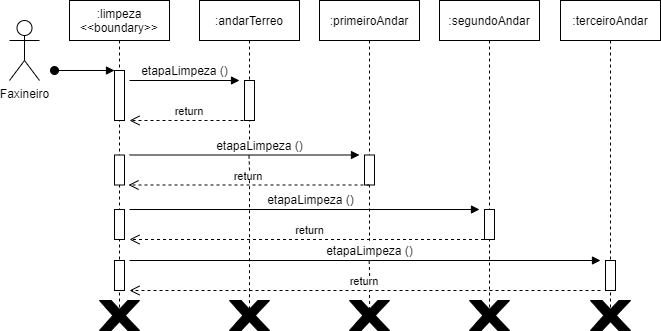 :limpeza
<<boundary>>
:andarTerreo
:primeiroAndar
:segundoAndar
:terceiroAndar
Faxineiro
etapaLimpeza ()
return
etapaLimpeza ()
return
etapaLimpeza ()
return
etapaLimpeza ()
return